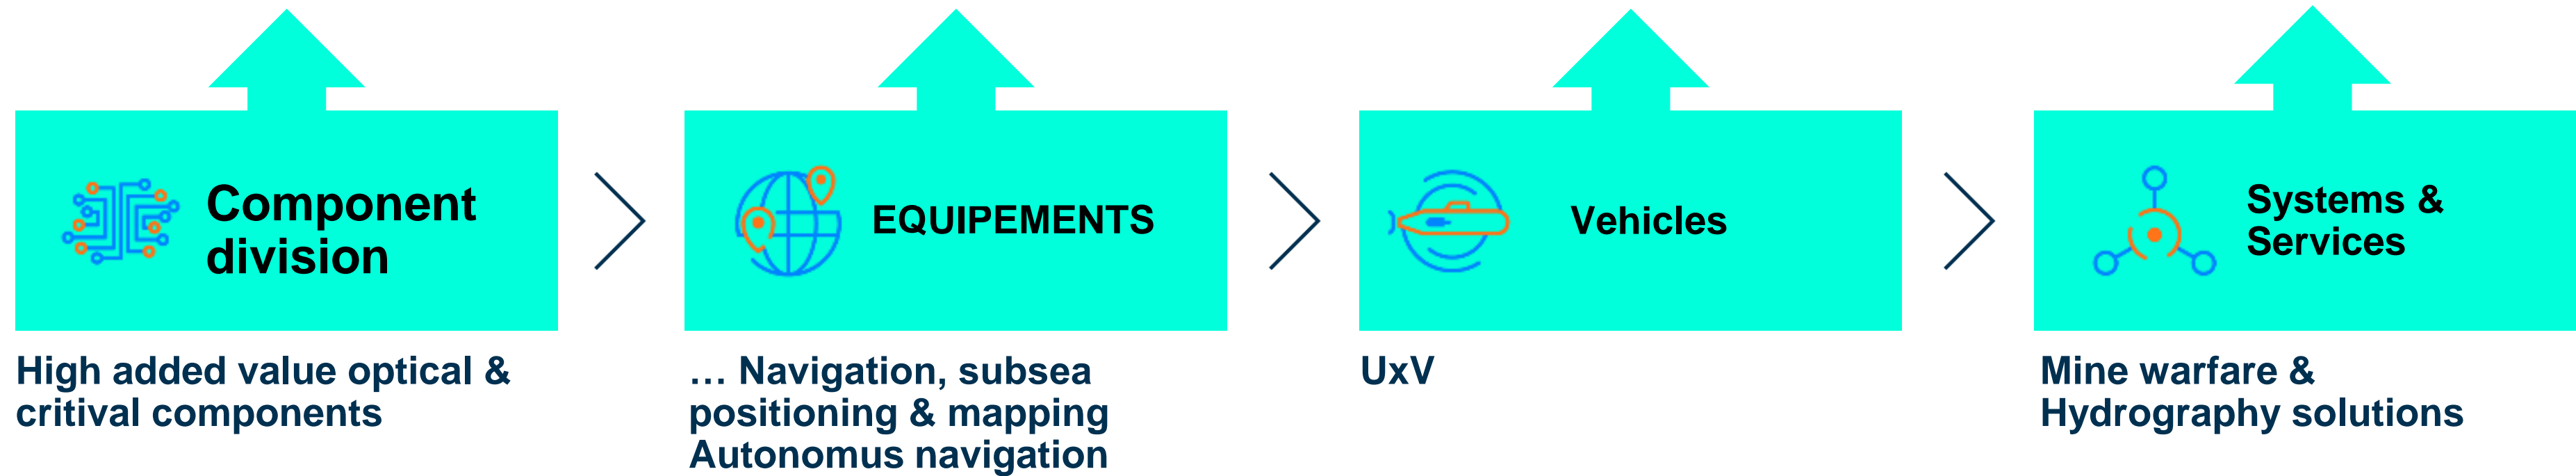 Component
division
High added value optical &
critival components
EQUIPEMENTS
… Navigation, subsea
positioning & mapping
Autonomus navigation
Vehicles
UxV
Systems &
Services
Mine warfare &
Hydrography solutions